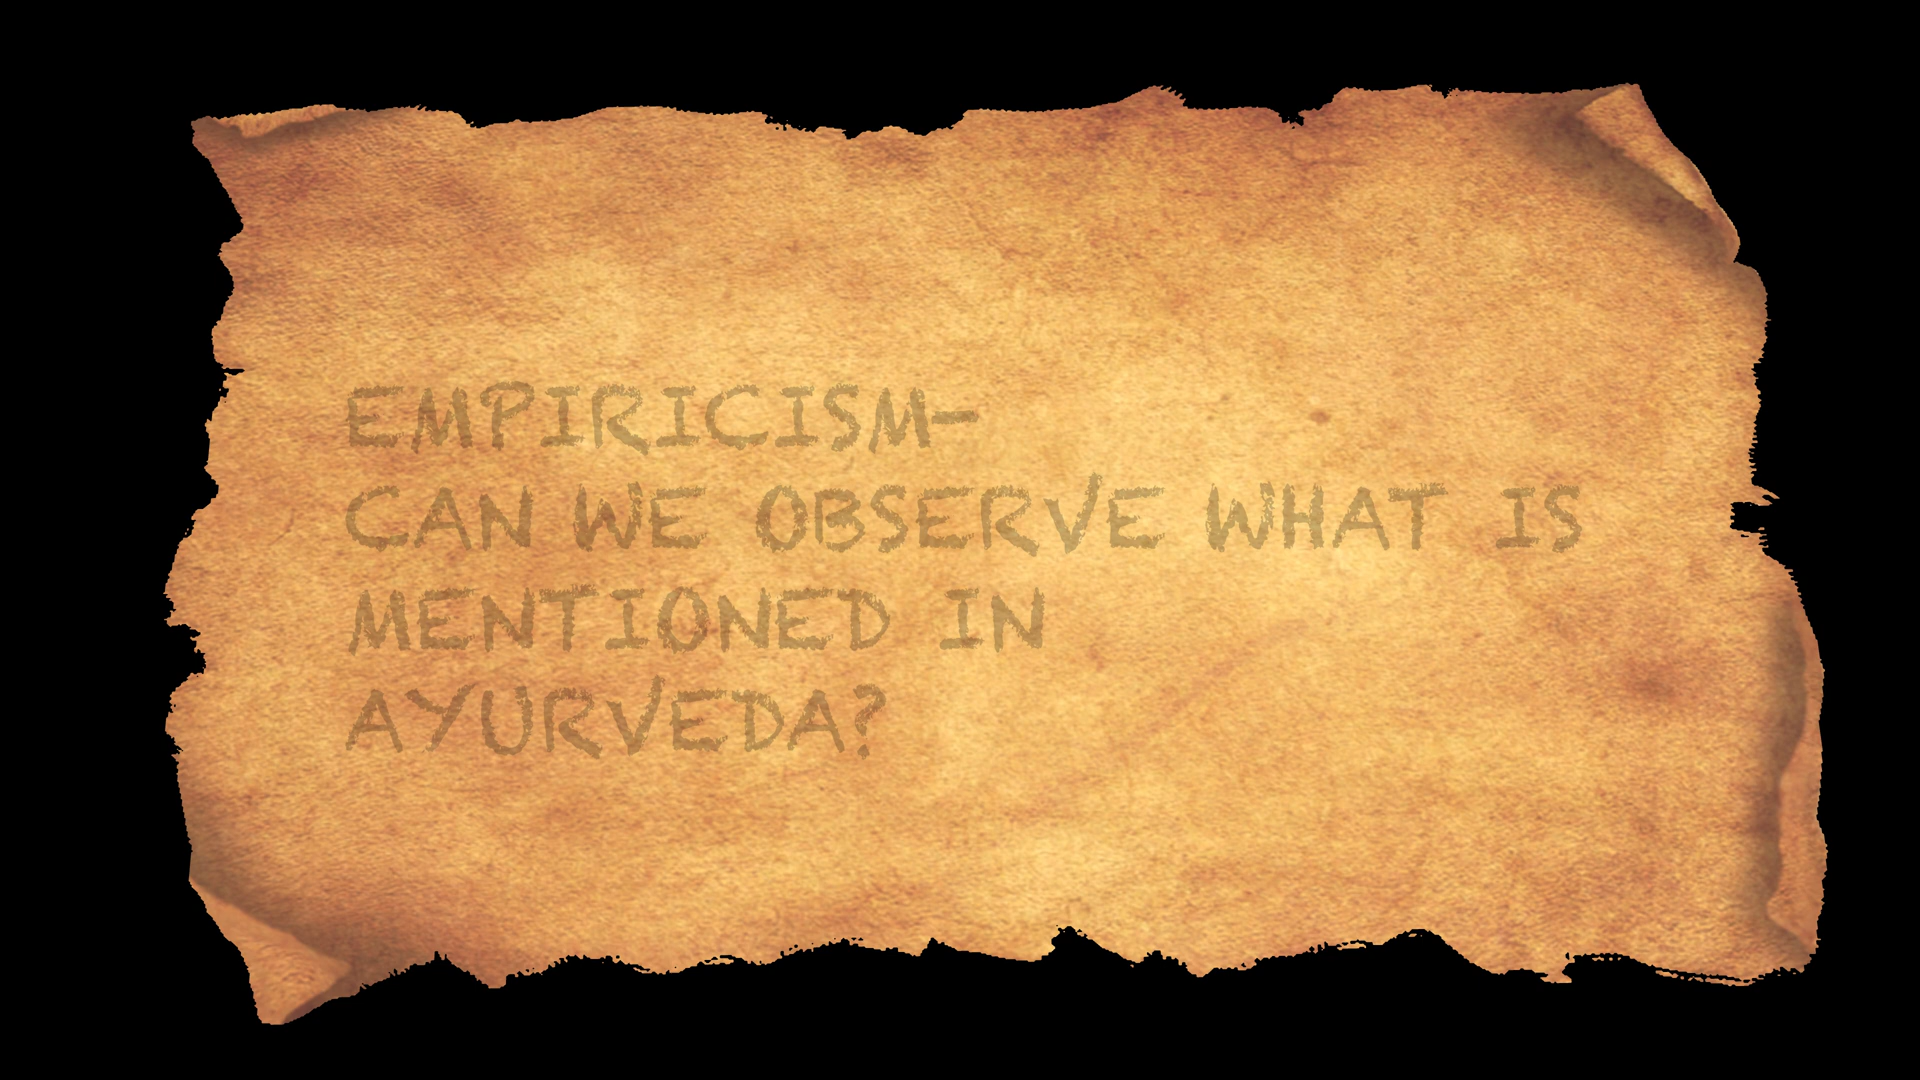 EMPIRICISM-
CAN WE OBSERVE WHAT IS
MENTIONED IN
AYURVEDA?